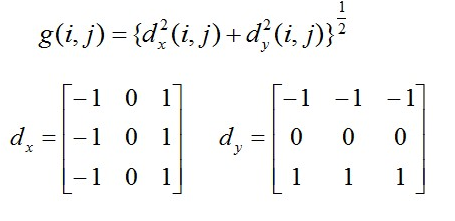 g(i, j) = {d_x^2(i, j) + d_y^2(i, j)}^{1/2}
d_x = [−1 0 1; −1 0 1; −1 0 1] d_y = [−1 −1 −1; 0 0 0; 1 1 1]